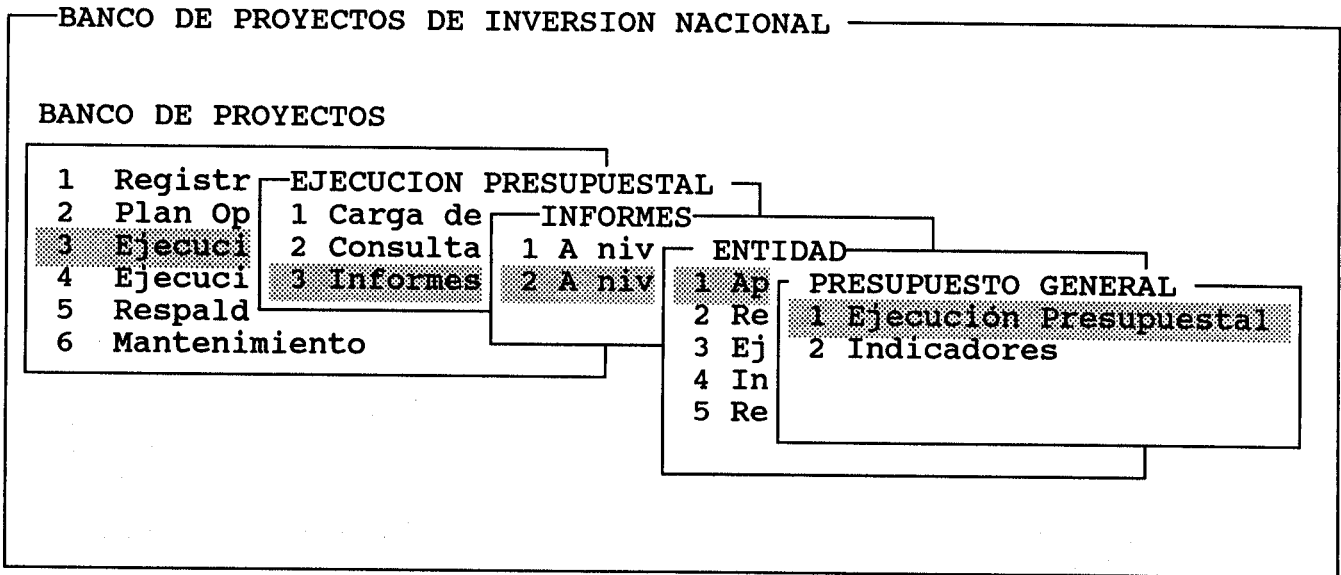 BANCO DE PROYECTOS DE INVERSION NACIONAL
BANCO DE PROYECTOS
1 Registr
2 Plan Op
3 Ejecuci
4 Ejecuci
5 Respald
6 Mantenimiento
EJECUCION PRESUPUESTAL
1 Carga de
2 Consulta
3 Informes
INFORMES
1 A niv
2 A niv
ENTIDAD
1 Ap
2 Re
3 Ej
4 In
5 Re
PRESUPUESTO GENERAL
1 Ejecución Presupuestal
2 Indicadores